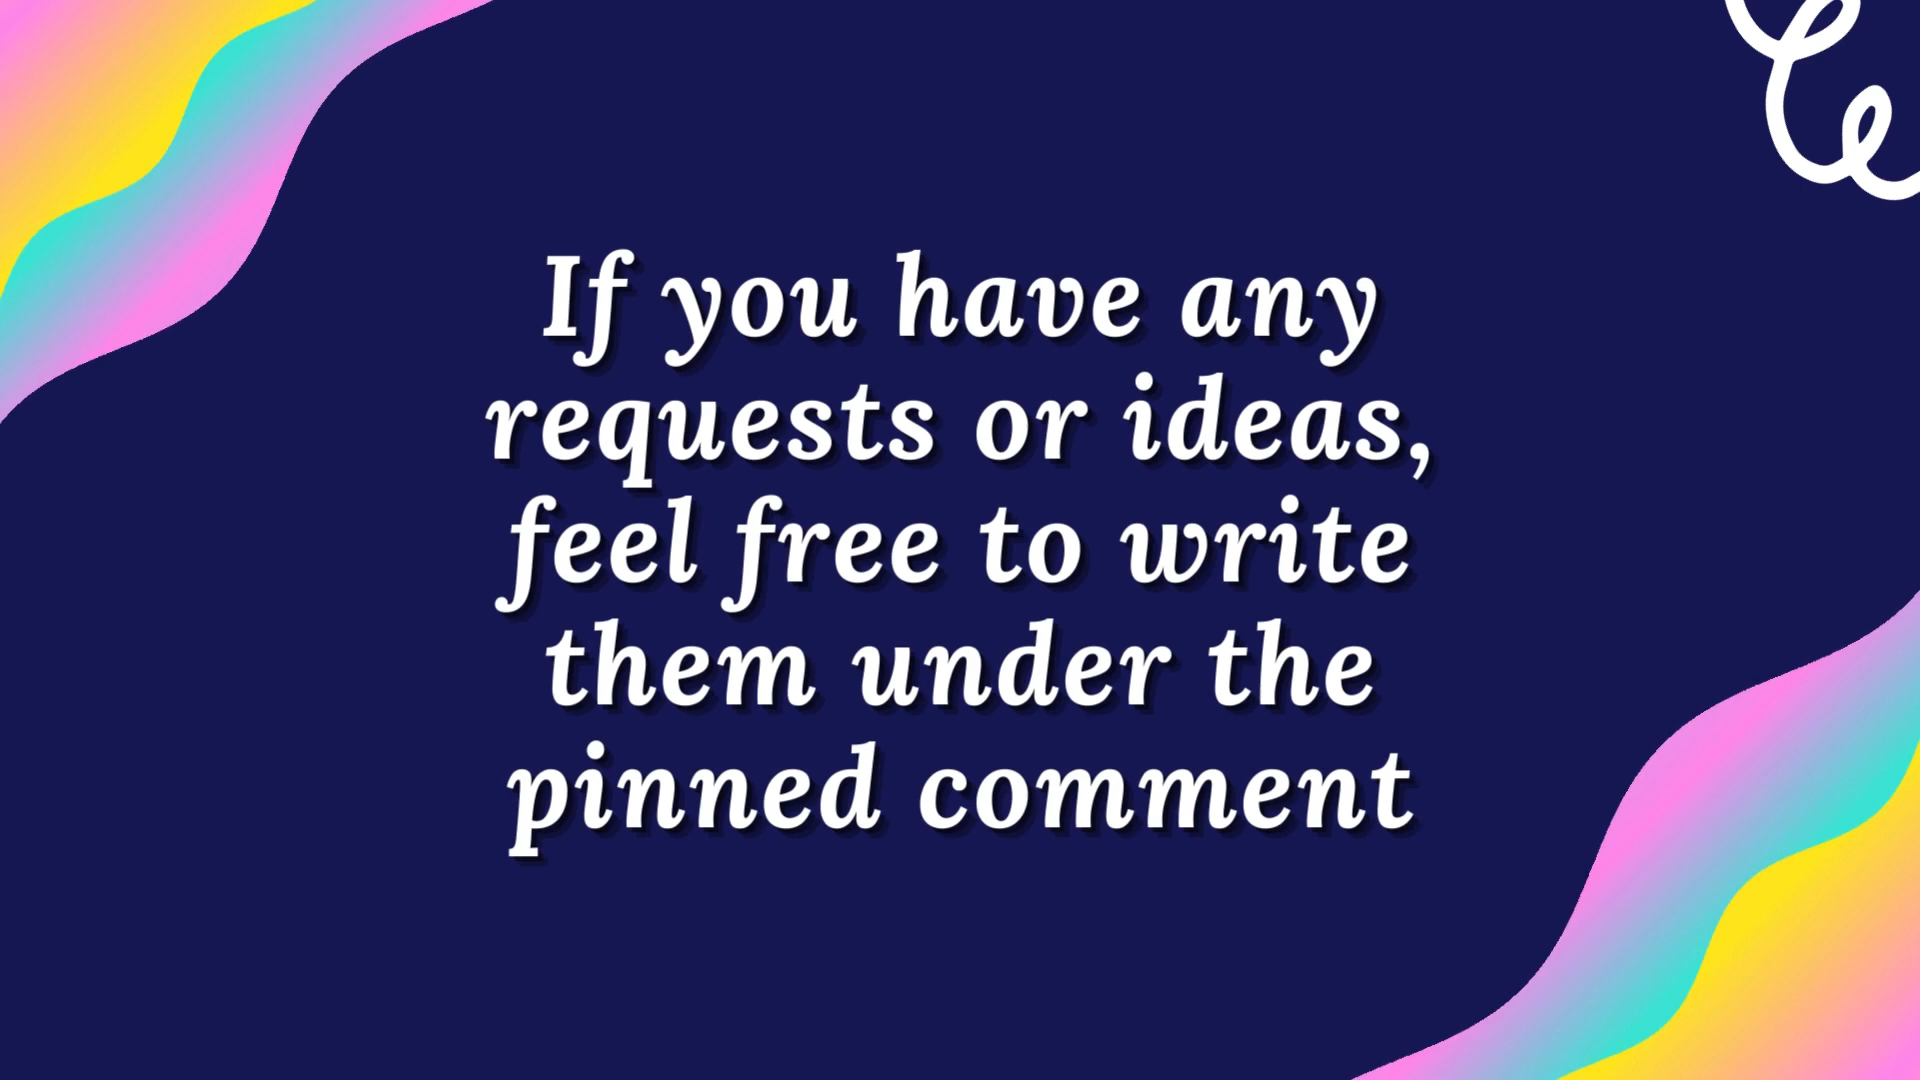 If you have any
requests or ideas,
feel free to write
them under the
pinned comment